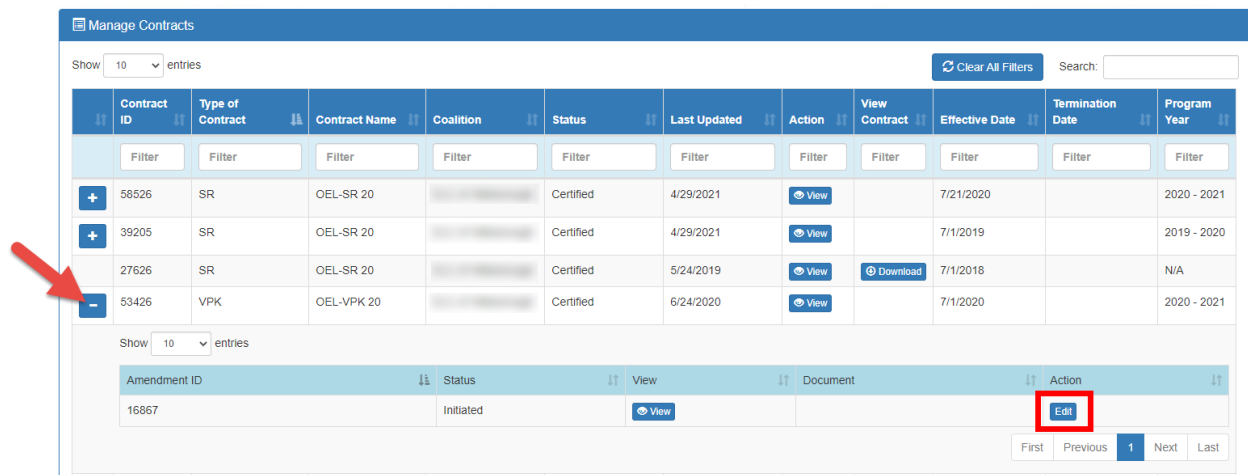 Manage Contracts
Show 10 entries Clear All Filters Search:
Contract ID Type of Contract Contract Name Coalition Status Last Updated Action View Contract Effective Date Termination Date Program Year
Filter Filter Filter Filter Filter Filter Filter Filter Filter Filter Filter
+ 58526 SR OEL-SR 20 Certified 4/29/2021 View 7/21/2020 2020 - 2021
+ 39205 SR OEL-SR 20 Certified 4/29/2021 View 7/1/2019 2019 - 2020
27626 SR OEL-SR 20 Certified 5/24/2019 View Download 7/1/2018 N/A
- 53426 VPK OEL-VPK 20 Certified 6/24/2020 View 7/1/2020 2020 - 2021
Show 10 entries
Amendment ID Status View Document Action
16867 Initiated View Edit
First Previous 1 Next Last